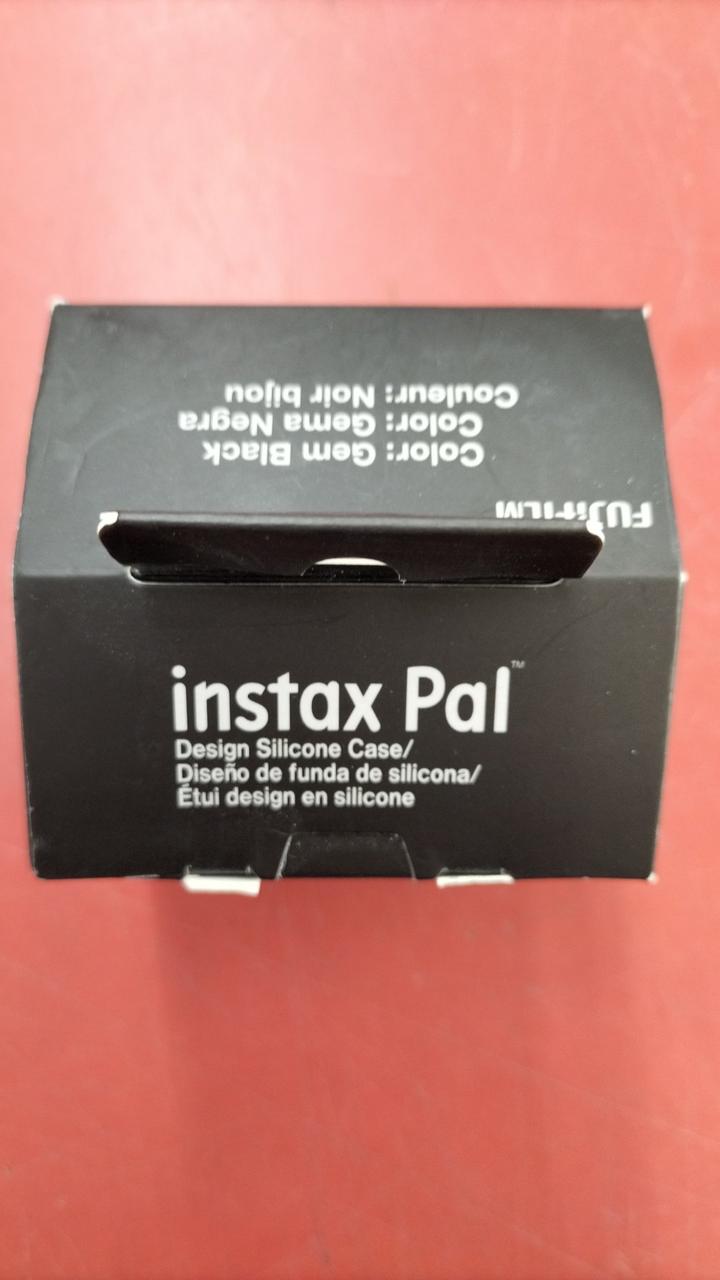 Color: Gem Black
Color: Gema Negra
Couleur: Noir bijou
FUJIFILM
instax Pal™
Design Silicone Case/
Diseño de funda de silicona/
Étui design en silicone